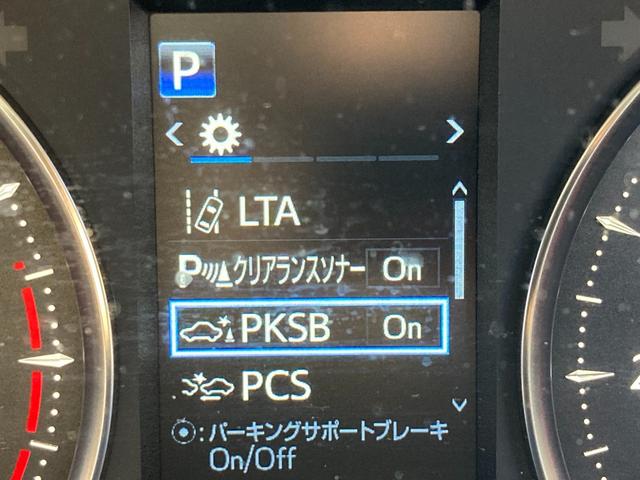 P
LTA
P クリアランスソナー On
PKSB On
PCS
: パーキングサポートブレーキ
On/Off